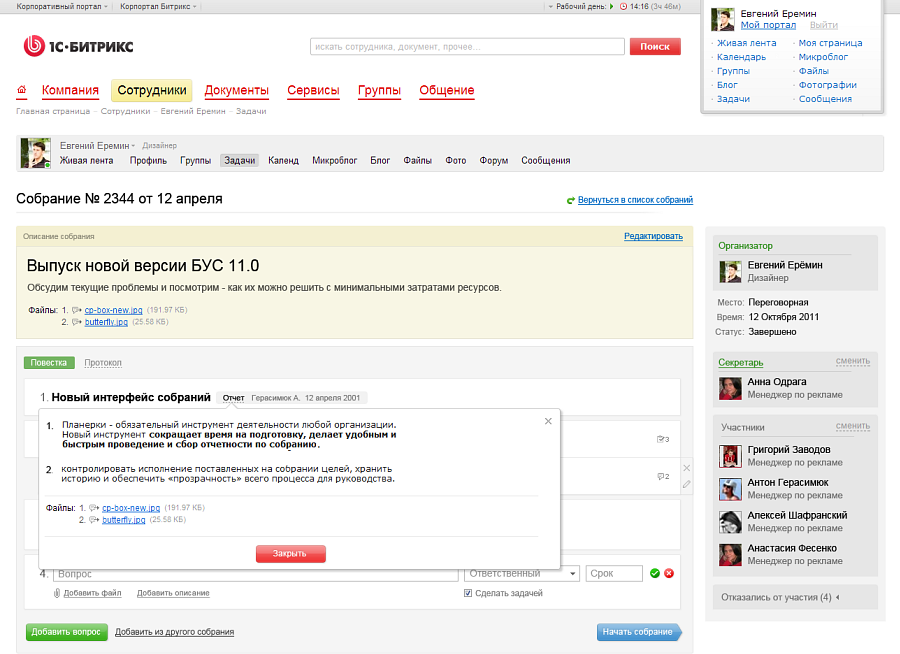 Корпоративный портал
Корпортал Битрикс
Рабочий день:
14:16 (3ч 46м)
Евгений Еремин
Мой портал
Выйти
Живая лента
Моя страница
Календарь
Микроблог
Группы
Файлы
Блог
Фотографии
Задачи
Сообщения
1С-БИТРИКС
искать сотрудника, документ, прочее...
Поиск
Компания
Сотрудники
Документы
Сервисы
Группы
Общение
Главная страница - Сотрудники - Евгений Еремин - Задачи
Евгений Еремин
Дизайнер
Живая лента
Профиль
Группы
Задачи
Календ
Микроблог
Блог
Файлы
Фото
Форум
Сообщения
Собрание № 2344 от 12 апреля
Вернуться в список собраний
Описание собрания
Редактировать
Выпуск новой версии БУС 11.0
Обсудим текущие проблемы и посмотрим - как их можно решить с минимальными затратами ресурсов.
Файлы: 1. cp-box-new.jpg (191.97 КБ)
2. butterfly.jpg (25.58 КБ)
Повестка
Протокол
1. Новый интерфейс собраний
Отчет
Герасимюк А. 12 апреля 2001
1. Планерки - обязательный инструмент деятельности любой организации.
Новый инструмент сокращает время на подготовку, делает удобным и
быстрым проведение и сбор отчетности по собранию.
2. контролировать исполнение поставленных на собрании целей, хранить
историю и обеспечить «прозрачность» всего процесса для руководства.
Файлы: 1. cp-box-new.jpg (191.97 КБ)
2. butterfly.jpg (25.58 КБ)
Закрыть
3
2
4. Вопрос
Ответственный
Срок
Добавить файл
Добавить описание
Сделать задачей
Добавить вопрос
Добавить из другого собрания
Начать собрание
Организатор
Евгений Ерёмин
Дизайнер
Место: Переговорная
Время: 12 Октября 2011
Статус: Завершено
Секретарь
сменить
Анна Одрага
Менеджер по рекламе
Участники
сменить
Григорий Заводов
Менеджер по рекламе
Антон Герасимюк
Менеджер по рекламе
Алексей Шафранский
Менеджер по рекламе
Анастасия Фесенко
Менеджер по рекламе
Отказались от участия (4)